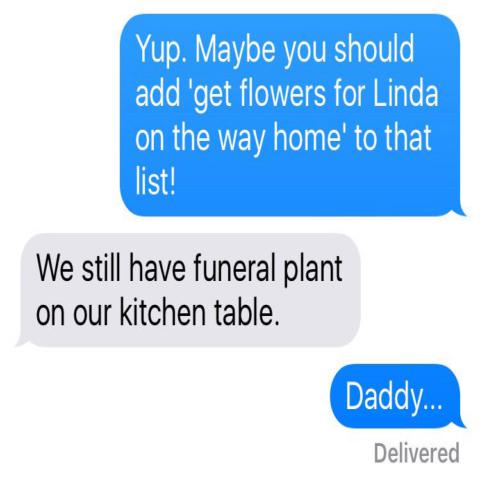 Yup. Maybe you should
add 'get flowers for Linda
on the way home' to that
list!
We still have funeral plant
on our kitchen table.
Daddy...
Delivered